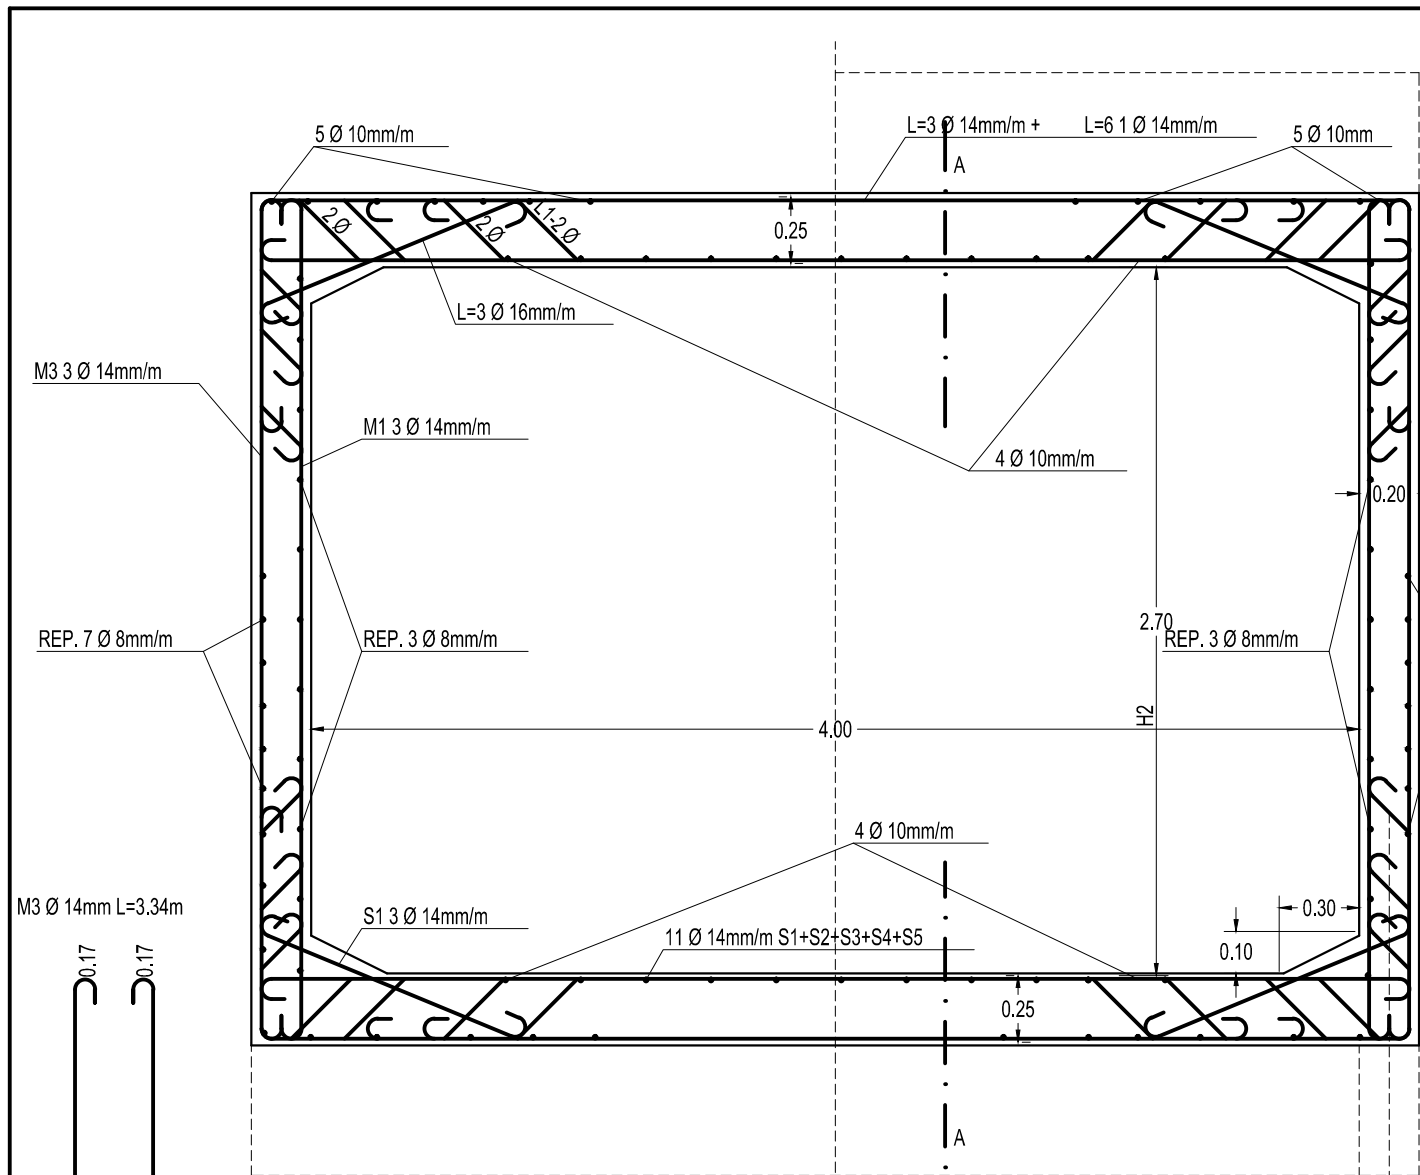 L=3 Ø 14mm/m + L=6 1 Ø 14mm/m
5 Ø 10mm/m
5 Ø 10mm
A
2 Ø
2 Ø
L1-2 Ø
0.25
L=3 Ø 16mm/m
M3 3 Ø 14mm/m
M1 3 Ø 14mm/m
4 Ø 10mm/m
0.20
2.70
REP. 7 Ø 8mm/m
REP. 3 Ø 8mm/m
REP. 3 Ø 8mm/m
H2
4.00
4 Ø 10mm/m
M3 Ø 14mm L=3.34m
S1 3 Ø 14mm/m
0.30
11 Ø 14mm/m S1+S2+S3+S4+S5
0.10
0.17
0.17
0.25
A